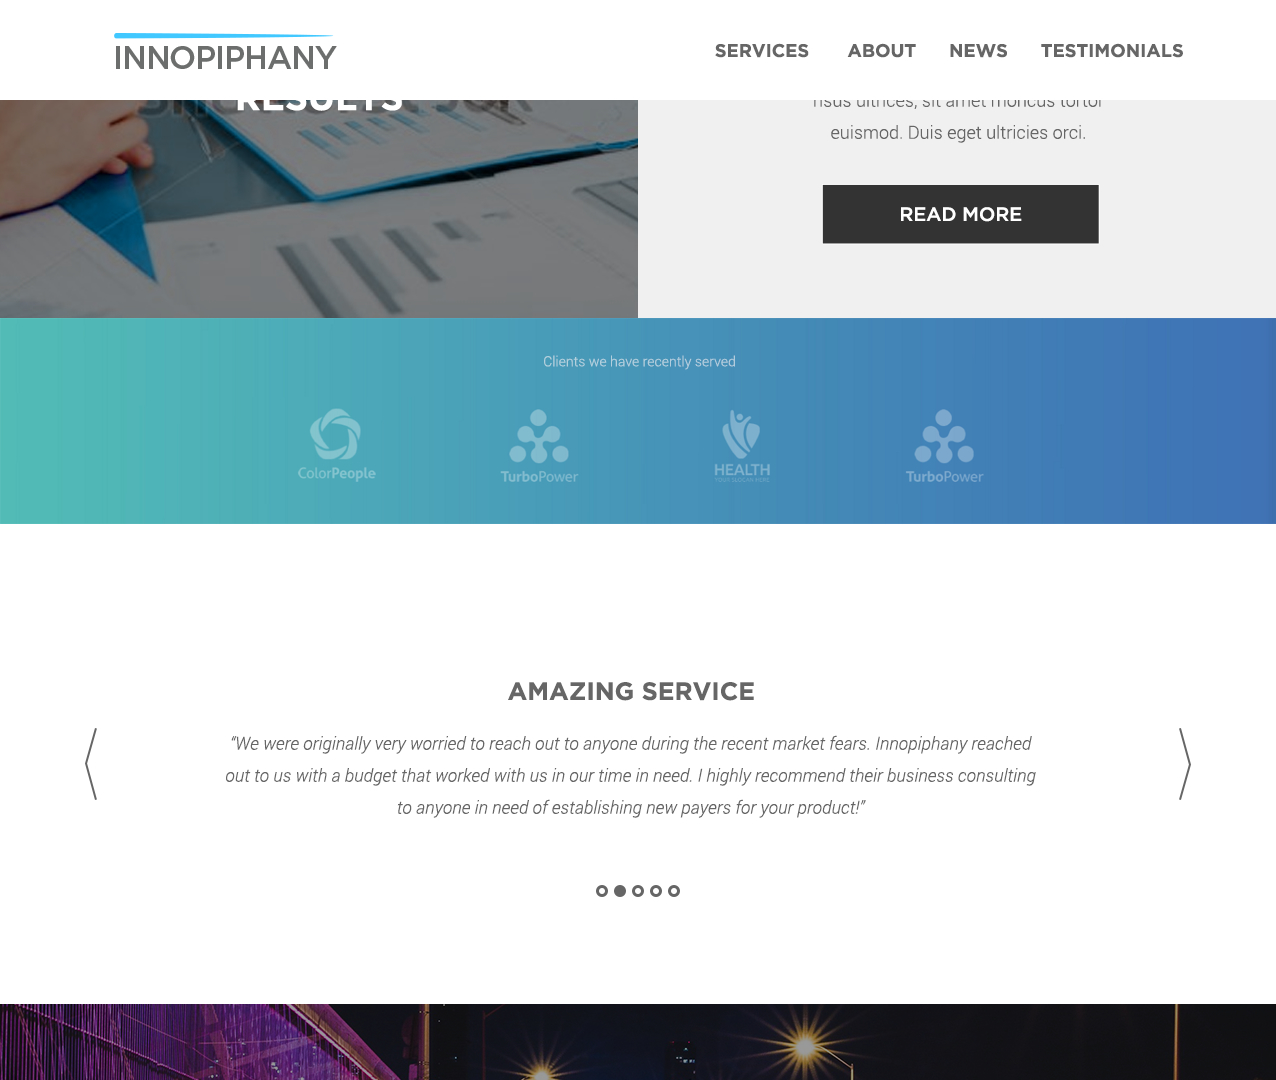 INNOPIPHANY
SERVICES ABOUT NEWS TESTIMONIALS
RESULTS
risus ultrices, sit amet rhoncus tortor
euismod. Duis eget ultricies orci.
READ MORE
Clients we have recently served
ColorPeople
TurboPower
HEALTH
TurboPower
AMAZING SERVICE
“We were originally very worried to reach out to anyone during the recent market fears. Innopiphany reached
out to us with a budget that worked with us in our time in need. I highly recommend their business consulting
to anyone in need of establishing new payers for your product!”